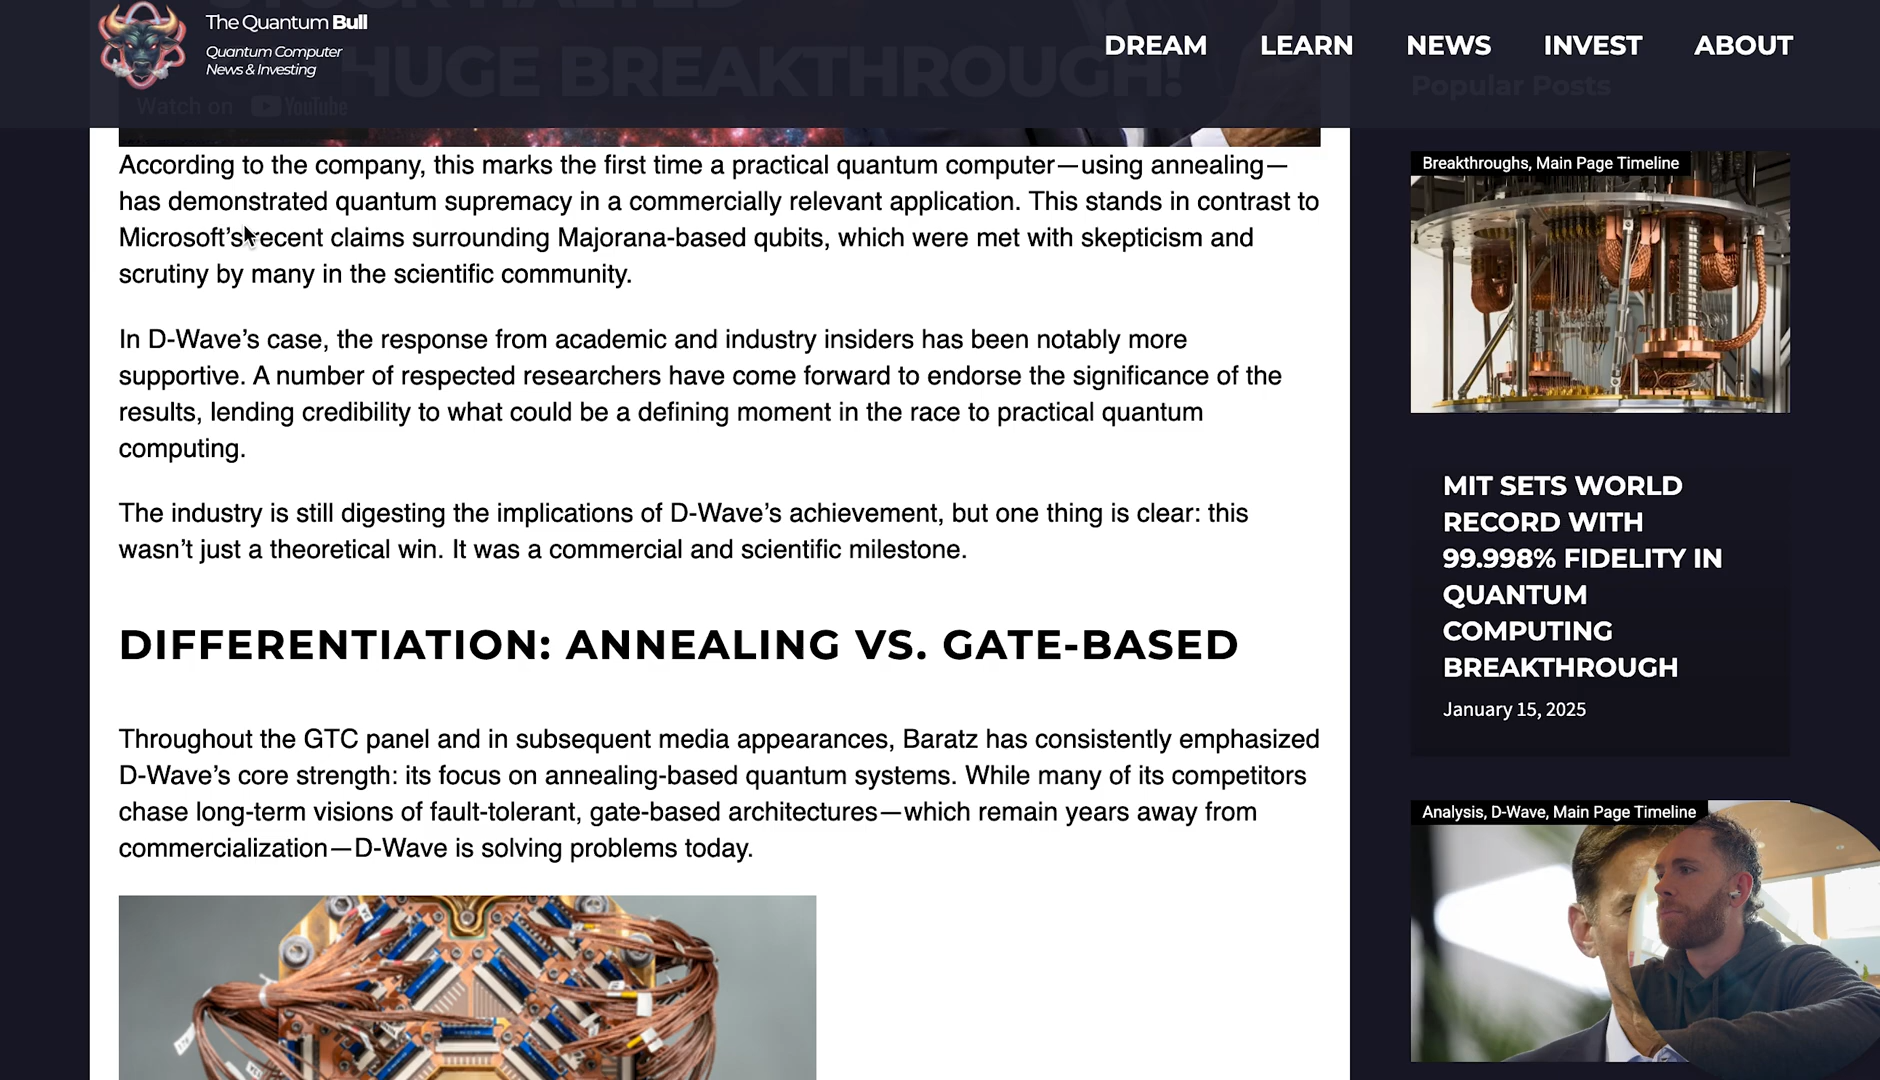 The Quantum Bull
Quantum Computer
News & Investing
DREAM
LEARN
NEWS
INVEST
ABOUT
STOCK HALTED
HUGE BREAKTHROUGH!
Watch on YouTube
Popular Posts
According to the company, this marks the first time a practical quantum computer—using annealing—
has demonstrated quantum supremacy in a commercially relevant application. This stands in contrast to
Microsoft’s recent claims surrounding Majorana-based qubits, which were met with skepticism and
scrutiny by many in the scientific community.
In D-Wave’s case, the response from academic and industry insiders has been notably more
supportive. A number of respected researchers have come forward to endorse the significance of the
results, lending credibility to what could be a defining moment in the race to practical quantum
computing.
The industry is still digesting the implications of D-Wave’s achievement, but one thing is clear: this
wasn’t just a theoretical win. It was a commercial and scientific milestone.
DIFFERENTIATION: ANNEALING VS. GATE-BASED
Throughout the GTC panel and in subsequent media appearances, Baratz has consistently emphasized
D-Wave’s core strength: its focus on annealing-based quantum systems. While many of its competitors
chase long-term visions of fault-tolerant, gate-based architectures—which remain years away from
commercialization—D-Wave is solving problems today.
Breakthroughs, Main Page Timeline
MIT SETS WORLD
RECORD WITH
99.998% FIDELITY IN
QUANTUM
COMPUTING
BREAKTHROUGH
January 15, 2025
Analysis, D-Wave, Main Page Timeline